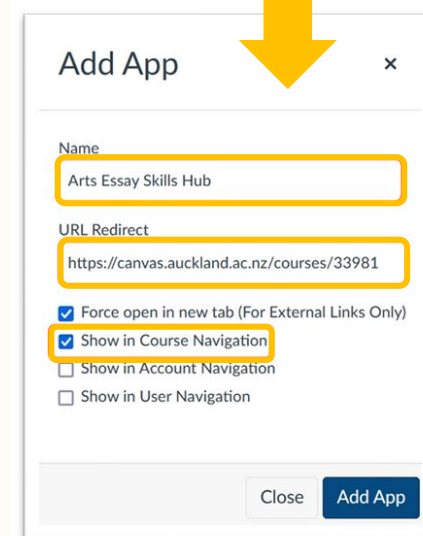 Add App ×
Name
Arts Essay Skills Hub
URL Redirect
https://canvas.auckland.ac.nz/courses/33981
Force open in new tab (For External Links Only)
Show in Course Navigation
Show in Account Navigation
Show in User Navigation
Close Add App